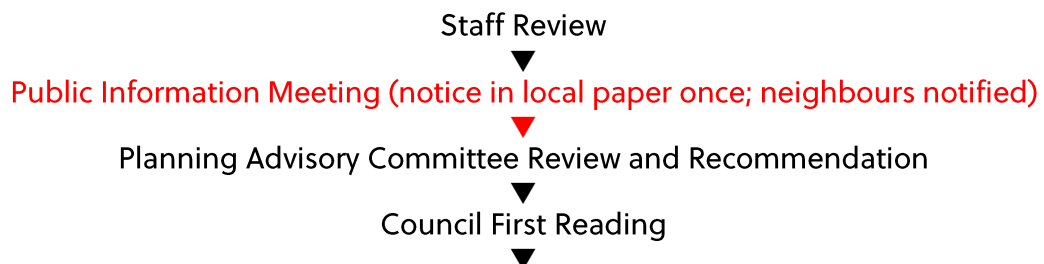 Staff Review
Public Information Meeting (notice in local paper once; neighbours notified)
Planning Advisory Committee Review and Recommendation
Council First Reading